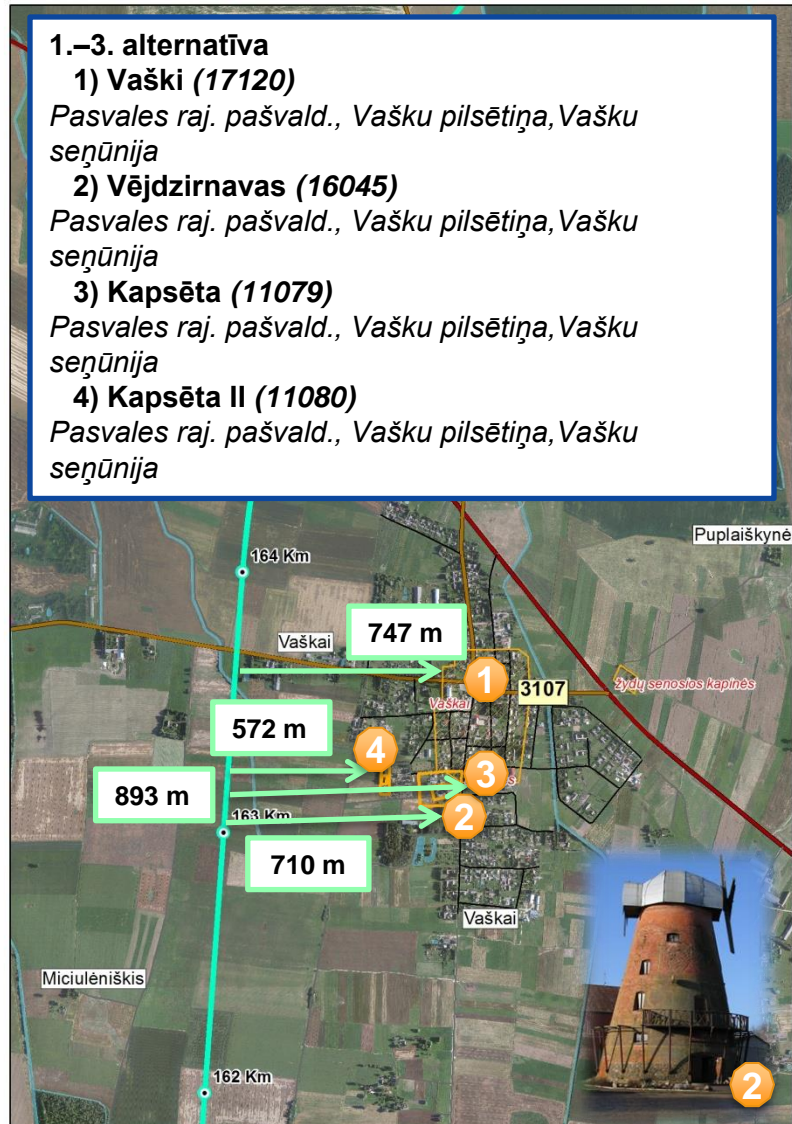 1.–3. alternatīva
1) Vaški (17120)
Pasvales raj. pašvald., Vašku pilsētiņa,Vašku
seņūnija
2) Vējdzirnavas (16045)
Pasvales raj. pašvald., Vašku pilsētiņa,Vašku
seņūnija
3) Kapsēta (11079)
Pasvales raj. pašvald., Vašku pilsētiņa,Vašku
seņūnija
4) Kapsēta II (11080)
Pasvales raj. pašvald., Vašku pilsētiņa,Vašku
seņūnija
Puplaiškynė
164 Km
Vaškai
747 m
1
3107
žydų senosios kapinės
Vaškai
572 m
4
3
893 m
163 Km
2
710 m
Vaškai
Miciulėniškis
162 Km
2